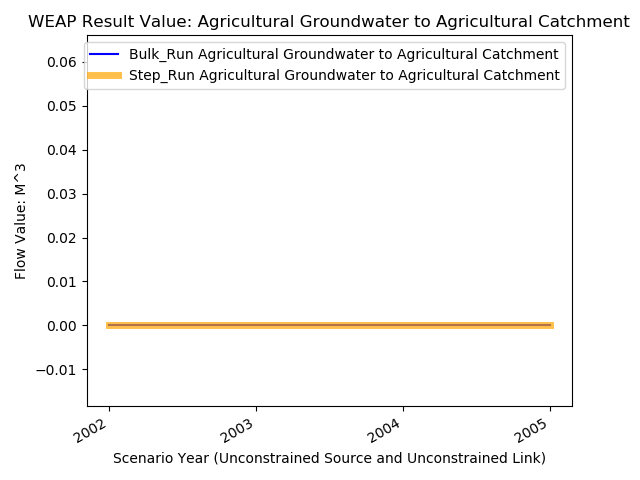 WEAP Result Value: Agricultural Groundwater to Agricultural Catchment
Bulk_Run Agricultural Groundwater to Agricultural Catchment
Step_Run Agricultural Groundwater to Agricultural Catchment
Flow Value: M^3
0.06
0.05
0.04
0.03
0.02
0.01
0.00
−0.01
2002
2003
2004
2005
Scenario Year (Unconstrained Source and Unconstrained Link)